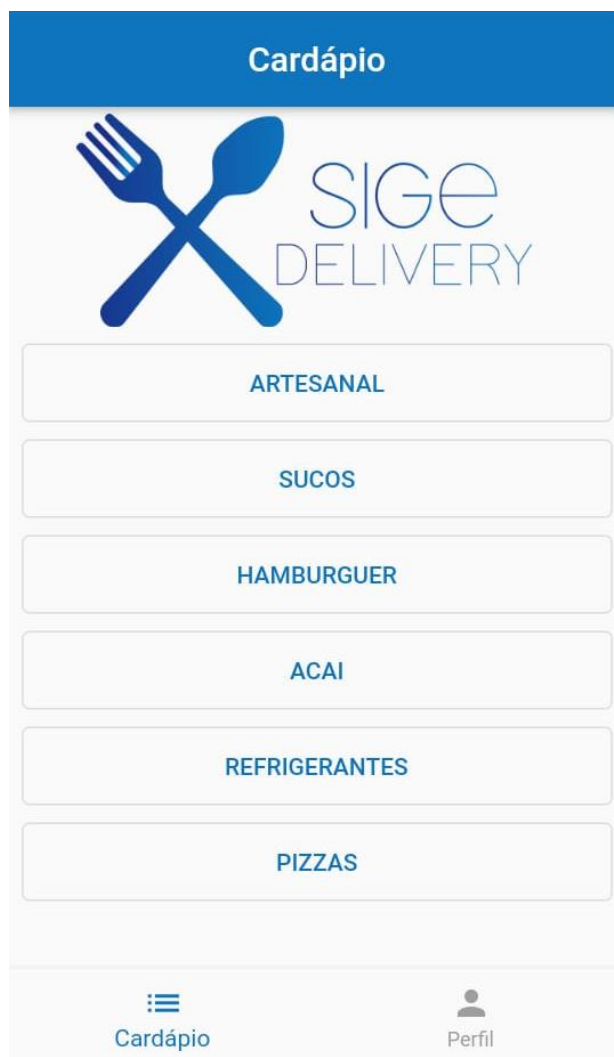 Cardápio
SIGe
DELIVERY
ARTESANAL
SUCOS
HAMBURGUER
ACAI
REFRIGERANTES
PIZZAS
Cardápio
Perfil